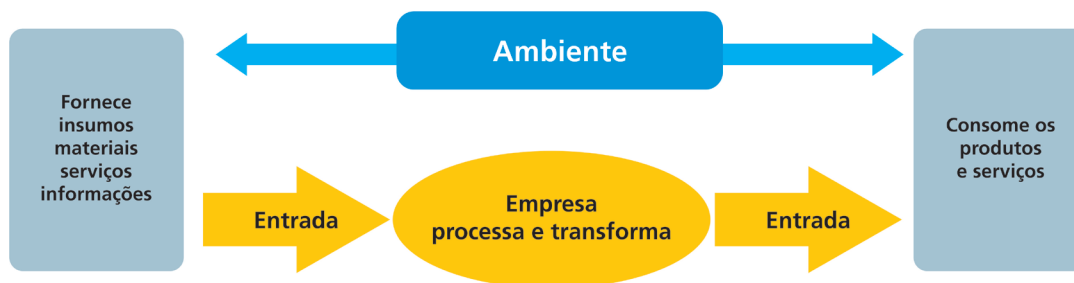 Ambiente
Fornece
insumos
materiais
serviços
informações
Entrada
Empresa
processa e transforma
Entrada
Consome os
produtos
e serviços